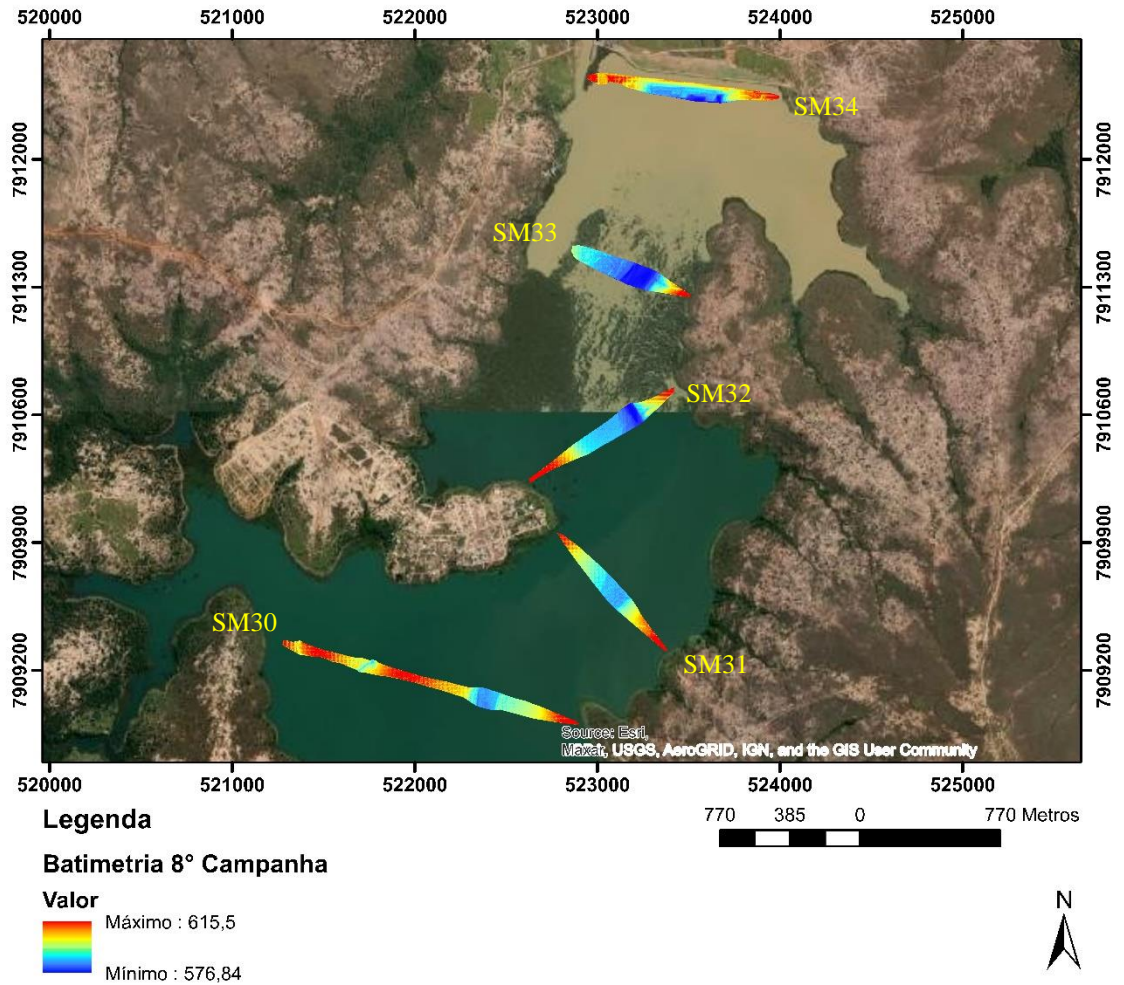 520000 521000 522000 523000 524000 525000
SM34
7912000 7912000
SM33
7911300 7911300
SM32
7910600 7910600
7909900 7909900
SM30
SM31
7909200 7909200
Source: Esri,
Maxar, USGS, AeroGRID, IGN, and the GIS User Community
520000 521000 522000 523000 524000 525000
Legenda
770 385 0 770 Metros
Batimetria 8° Campanha
Valor
Máximo : 615,5
N
Mínimo : 576,84